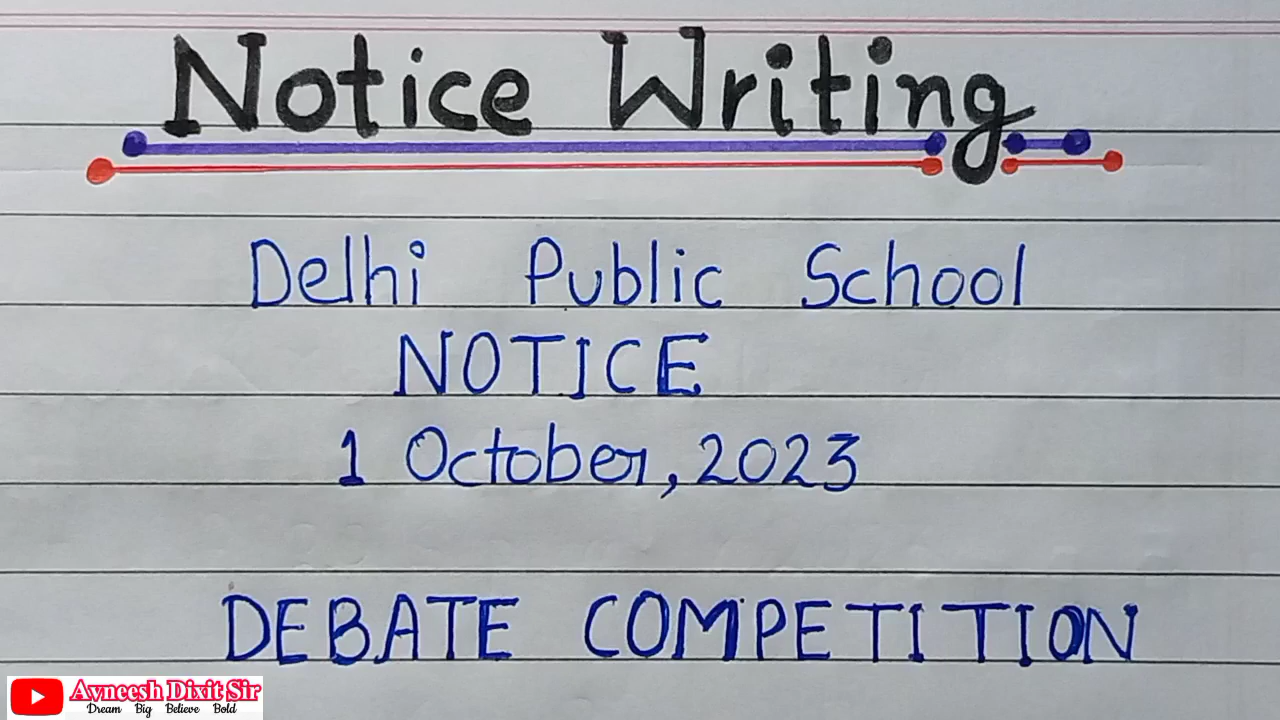 Notice Writing
Delhi Public School
NOTICE
1 October, 2023
DEBATE COMPETITION
Avneesh Dixit Sir
Dream Big Believe Bold